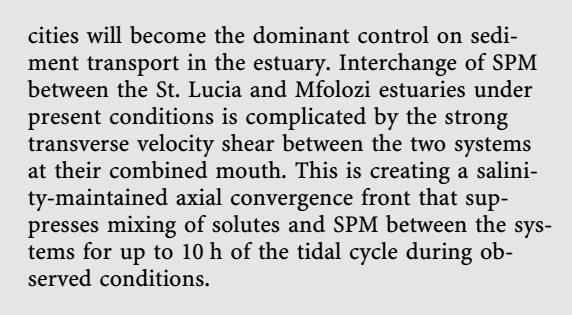 cities will become the dominant control on sedi-
ment transport in the estuary. Interchange of SPM
between the St. Lucia and Mfolozi estuaries under
present conditions is complicated by the strong
transverse velocity shear between the two systems
at their combined mouth. This is creating a salini-
ty-maintained axial convergence front that sup-
presses mixing of solutes and SPM between the sys-
tems for up to 10 h of the tidal cycle during ob-
served conditions.